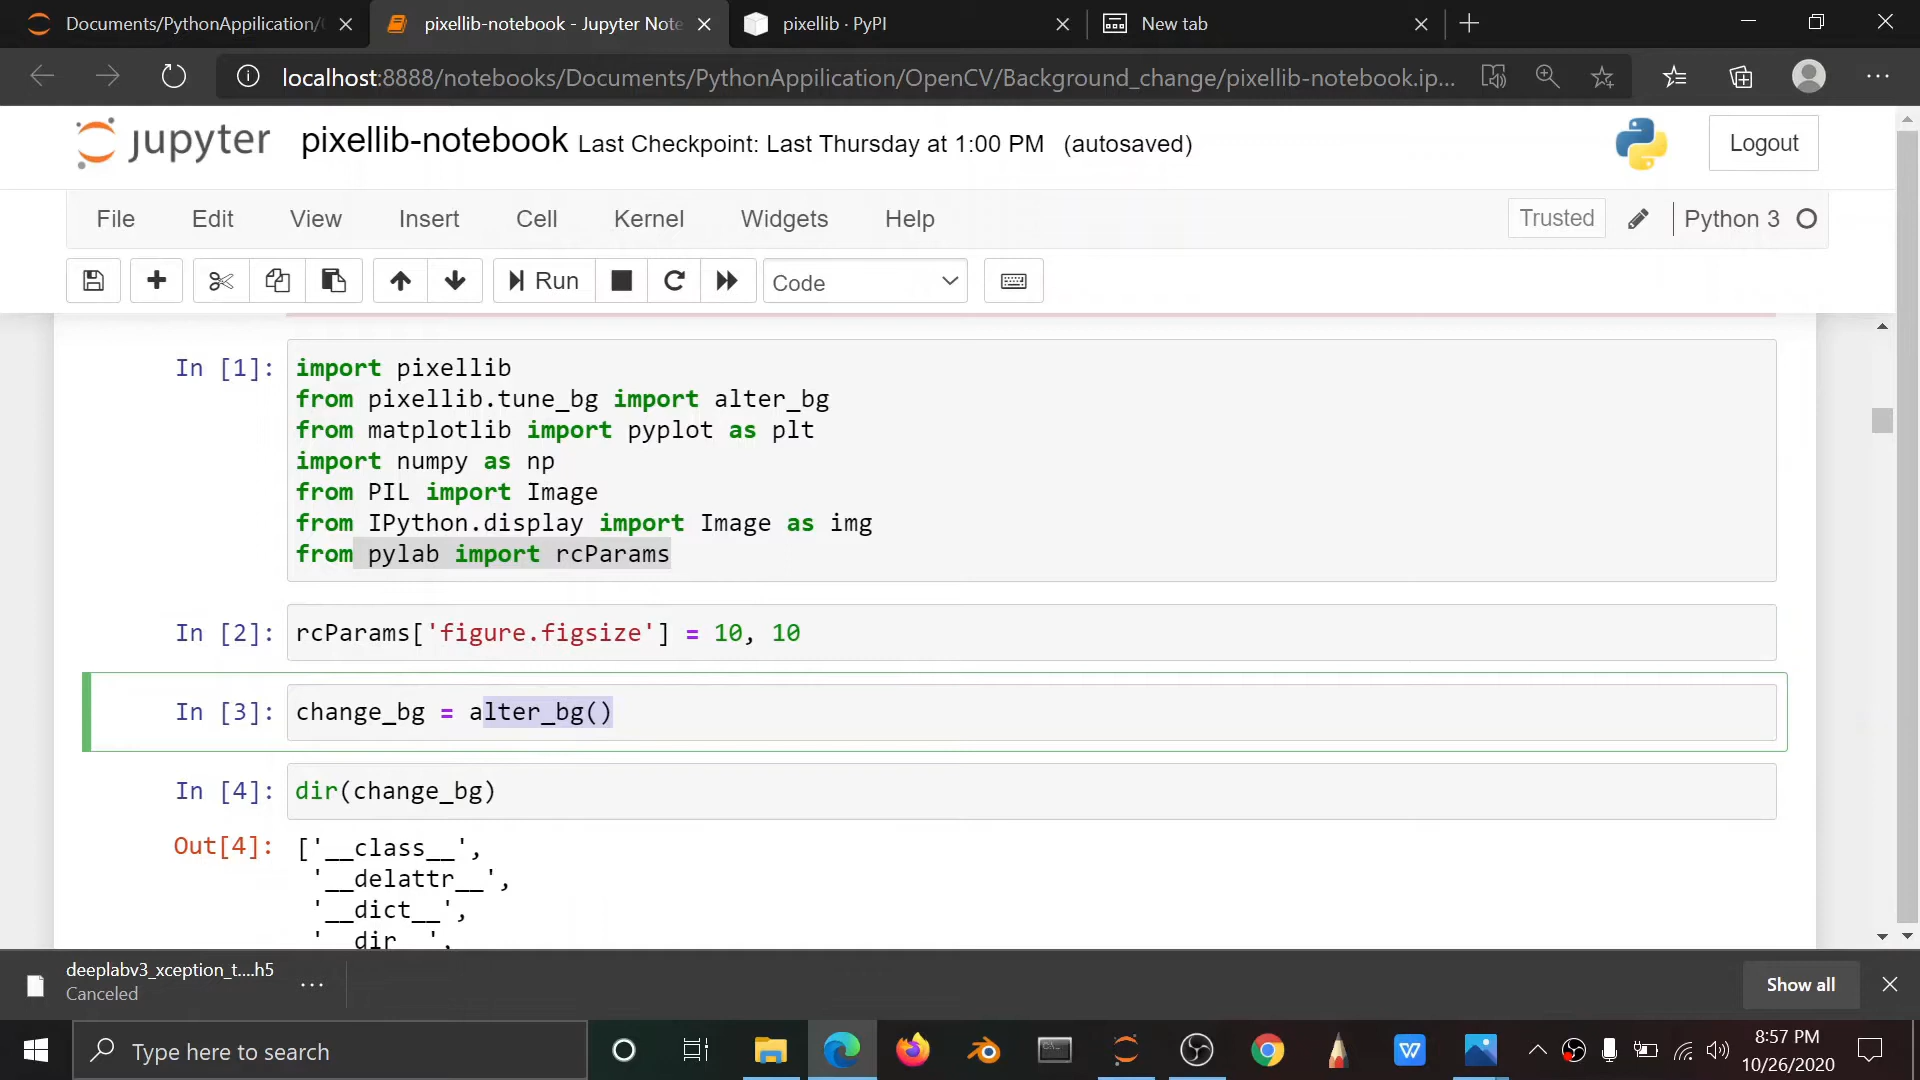 Documents/PythonAppilication/
pixellib-notebook - Jupyter Note
pixellib · PyPI
New tab
localhost:8888/notebooks/Documents/PythonAppilication/OpenCV/Background_change/pixellib-notebook.ip...
jupyter
pixellib-notebook Last Checkpoint: Last Thursday at 1:00 PM (autosaved)
Logout
File Edit View Insert Cell Kernel Widgets Help
Trusted
Python 3
Run
Code
In [1]:
import pixellib
from pixellib.tune_bg import alter_bg
from matplotlib import pyplot as plt
import numpy as np
from PIL import Image
from IPython.display import Image as img
from pylab import rcParams
In [2]: rcParams['figure.figsize'] = 10, 10
In [3]: change_bg = alter_bg()
In [4]: dir(change_bg)
Out[4]: ['__class__',
'__delattr__',
'__dict__',
'__dir__',
deeplabv3_xception_t....h5
Canceled
Show all
Type here to search
8:57 PM
10/26/2020